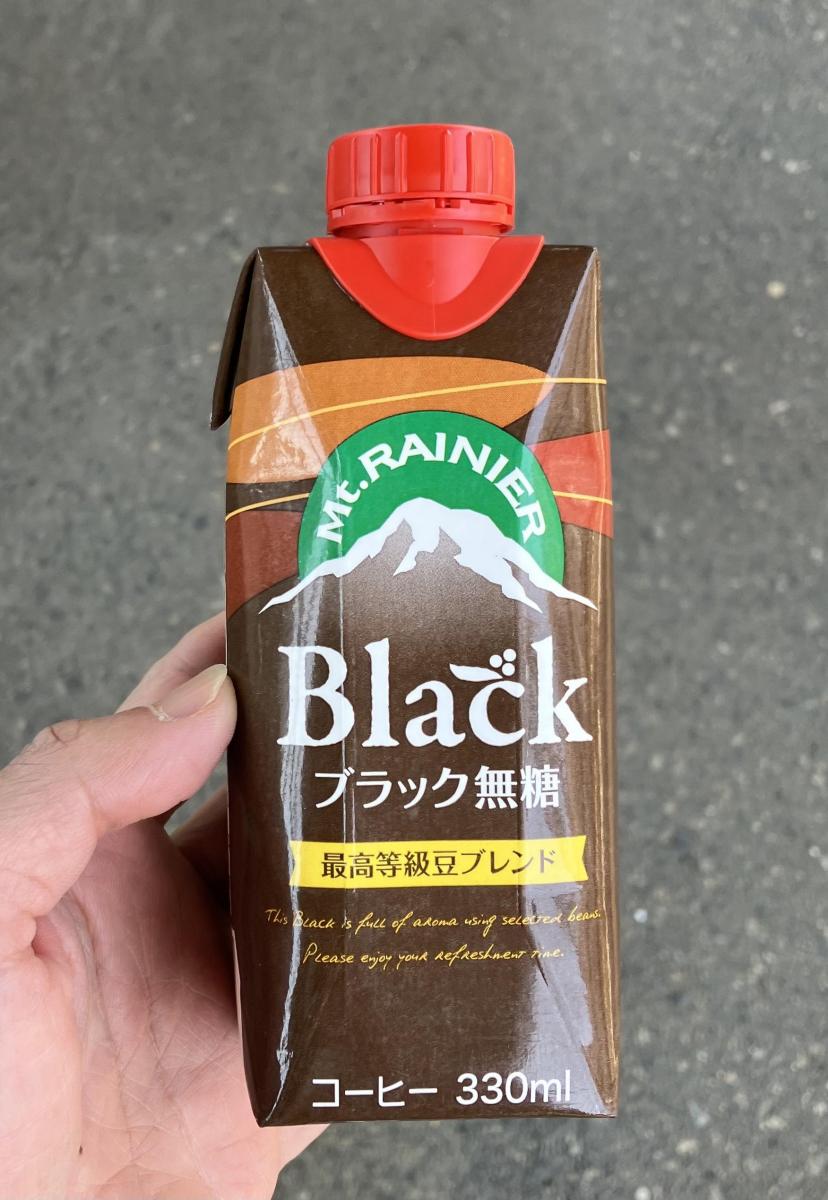 Mt. RAINIER
Black
ブラック無糖
最高等級豆ブレンド
This Black is full of aroma using selected beans.
Please enjoy your refreshment time.
コーヒー 330ml